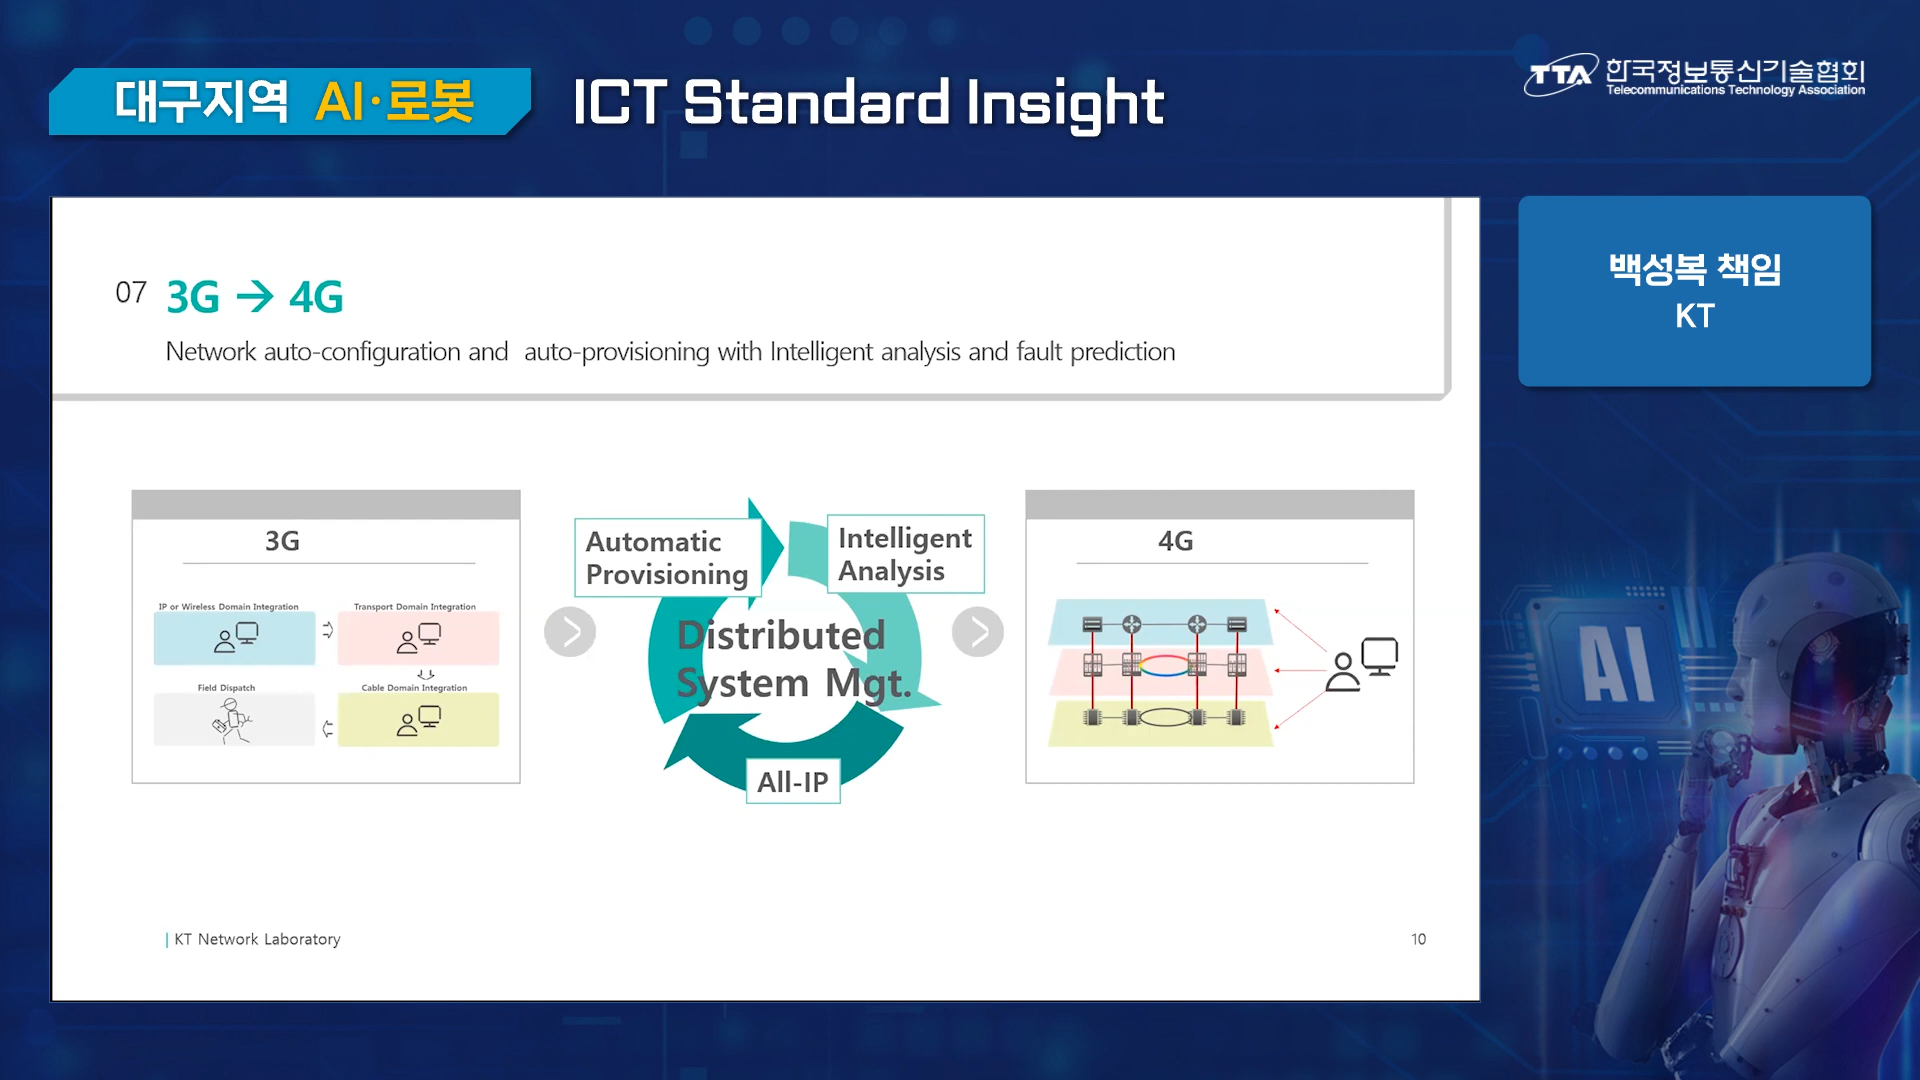 대구지역 AI·로봇
ICT Standard Insight
TTA 한국정보통신기술협회
Telecommunications Technology Association
백성복 책임
KT
07 3G → 4G
Network auto-configuration and  auto-provisioning with Intelligent analysis and fault prediction
3G
IP or Wireless Domain Integration
Transport Domain Integration
Field Dispatch
Cable Domain Integration
Automatic
Provisioning
Intelligent
Analysis
Distributed
System Mgt.
All-IP
4G
AI
| KT Network Laboratory
10